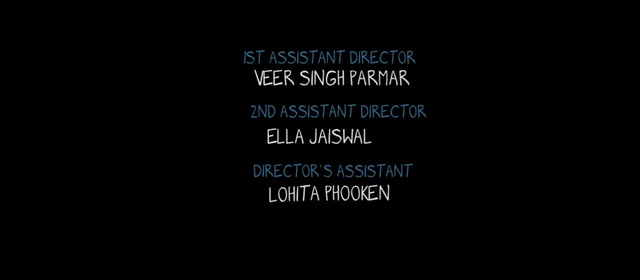 1ST ASSISTANT DIRECTOR
VEER SINGH PARMAR
2ND ASSISTANT DIRECTOR
ELLA JAISWAL
DIRECTOR'S ASSISTANT
LOHITA PHOOKEN